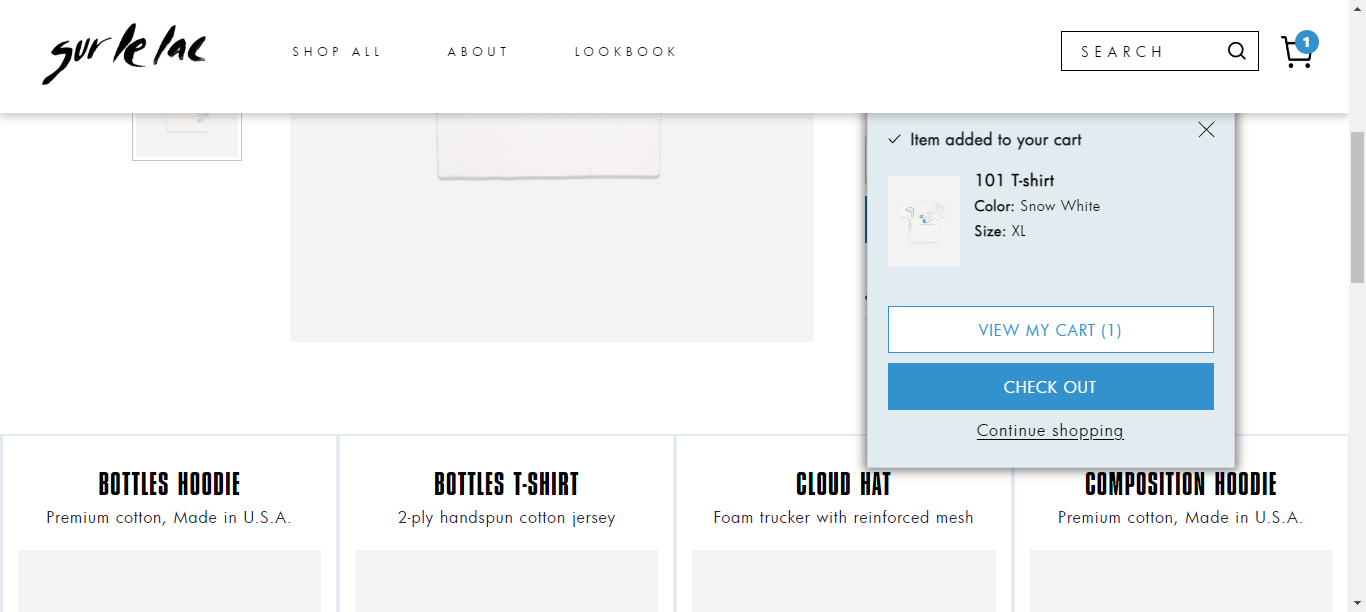 sur le lac
SHOP ALL
ABOUT
LOOKBOOK
SEARCH
1
Item added to your cart
101 T-shirt
Color: Snow White
Size: XL
VIEW MY CART (1)
CHECK OUT
Continue shopping
BOTTLES HOODIE
Premium cotton, Made in U.S.A.
BOTTLES T-SHIRT
2-ply handspun cotton jersey
CLOUD HAT
Foam trucker with reinforced mesh
COMPOSITION HOODIE
Premium cotton, Made in U.S.A.